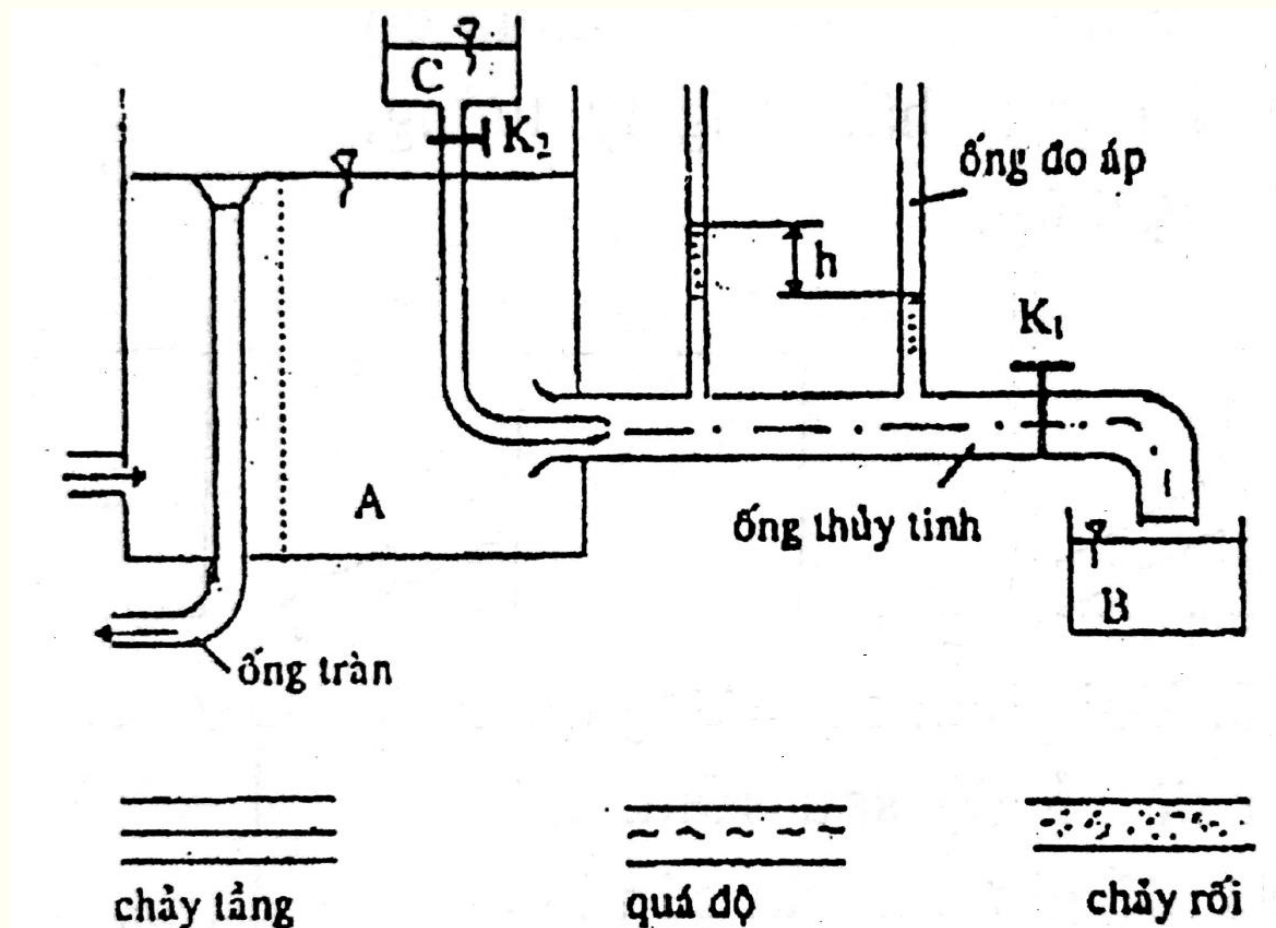 C
K₂
ống đo áp
h
K₁
A
ống thủy tinh
B
ống tràn
chảy tầng
quá độ
chảy rối